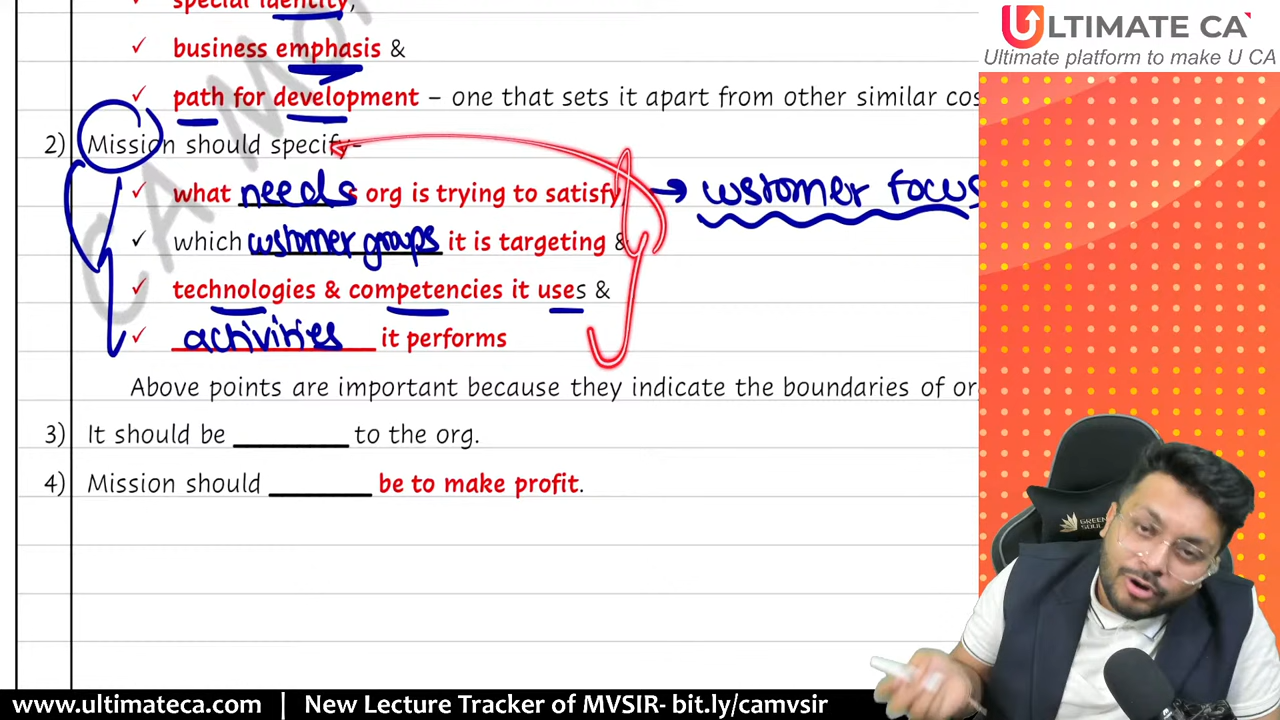 special identity,
ULTIMATE CA
Ultimate platform to make U CA
✓ business emphasis &
✓ path for development – one that sets it apart from other similar cos
2) Mission should specify-
✓ what needs org is trying to satisfy, → customer focus
✓ which customer groups it is targeting &
✓ technologies & competencies it uses &
✓ activities it performs
Above points are important because they indicate the boundaries of or
3) It should be ________ to the org.
4) Mission should ________ be to make profit.
GREEN SOUL
www.ultimateca.com | New Lecture Tracker of MVSIR- bit.ly/camvsir